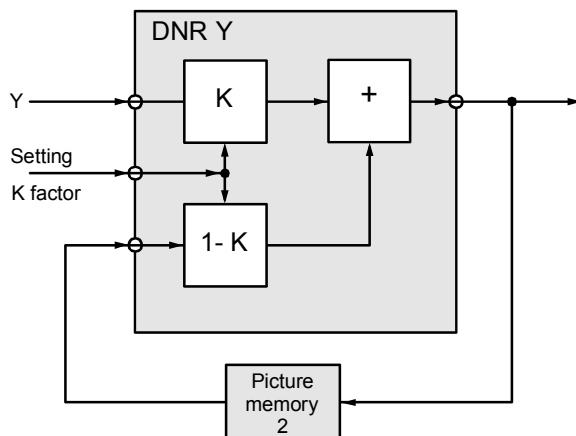 DNR Y
K
+
Y
Setting
K factor
1- K
Picture
memory
2